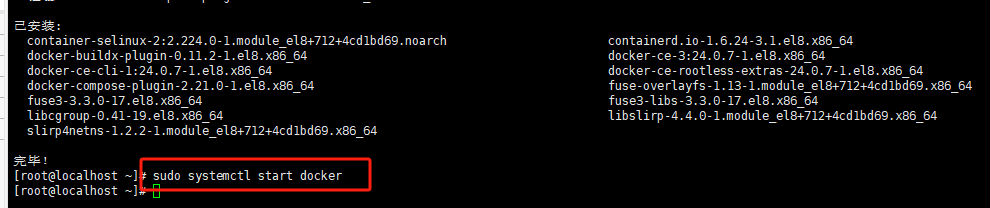 已安装:
container-selinux-2:2.224.0-1.module_el8+712+4cd1bd69.noarch containerd.io-1.6.24-3.1.el8.x86_64
docker-buildx-plugin-0.11.2-1.el8.x86_64 docker-ce-3:24.0.7-1.el8.x86_64
docker-ce-cli-1:24.0.7-1.el8.x86_64 docker-ce-rootless-extras-24.0.7-1.el8.x86_64
docker-compose-plugin-2.21.0-1.el8.x86_64 fuse-overlayfs-1.13-1.module_el8+712+4cd1bd69.x86_64
fuse3-3.3.0-17.el8.x86_64 fuse3-libs-3.3.0-17.el8.x86_64
libcgroup-0.41-19.el8.x86_64 libslirp-4.4.0-1.module_el8+712+4cd1bd69.x86_64
slirp4netns-1.2.2-1.module_el8+712+4cd1bd69.x86_64
完毕！
[root@localhost ~]# sudo systemctl start docker
[root@localhost ~]#